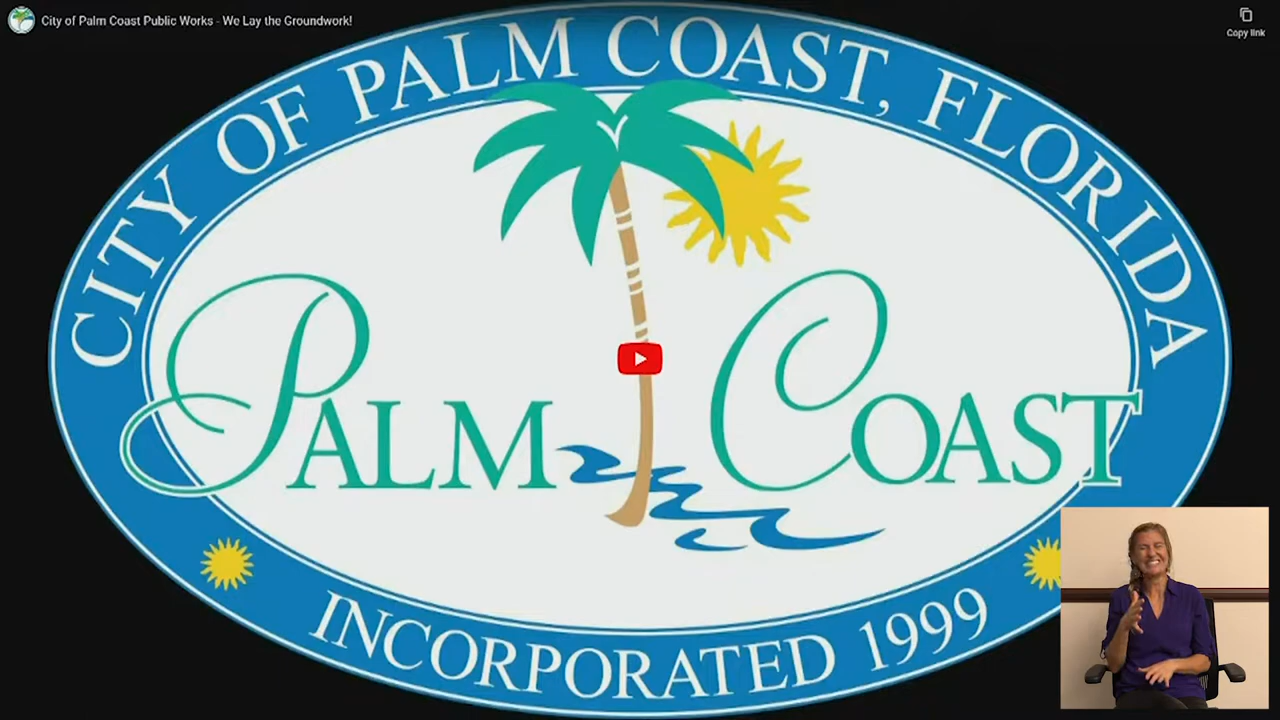 City of Palm Coast Public Works - We Lay the Groundwork!
Copy link
CITY OF PALM COAST, FLORIDA
PALM COAST
INCORPORATED 1999